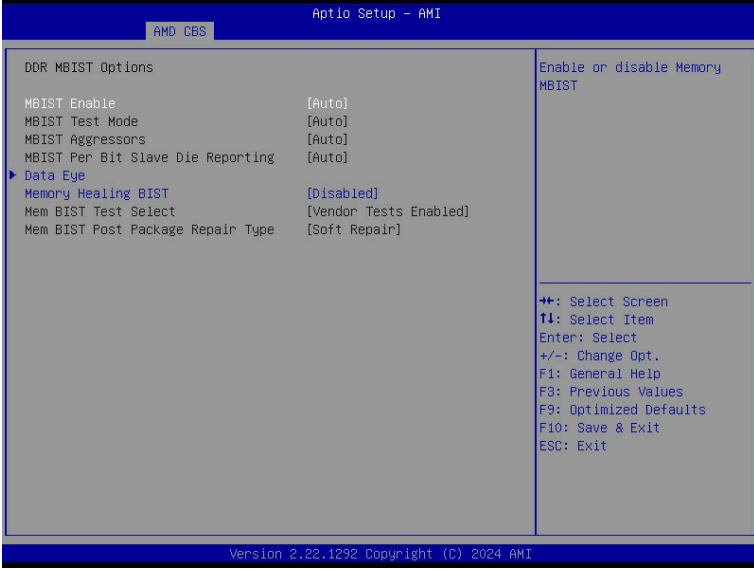 Aptio Setup – AMI
AMD CBS
DDR MBIST Options
MBIST Enable [Auto]
MBIST Test Mode [Auto]
MBIST Aggressors [Auto]
MBIST Per Bit Slave Die Reporting [Auto]
Data Eye
Memory Healing BIST [Disabled]
Mem BIST Test Select [Vendor Tests Enabled]
Mem BIST Post Package Repair Type [Soft Repair]
Enable or disable Memory
MBIST
→←: Select Screen
↑↓: Select Item
Enter: Select
+/-: Change Opt.
F1: General Help
F3: Previous Values
F9: Optimized Defaults
F10: Save & Exit
ESC: Exit
Version 2.22.1292 Copyright (C) 2024 AMI